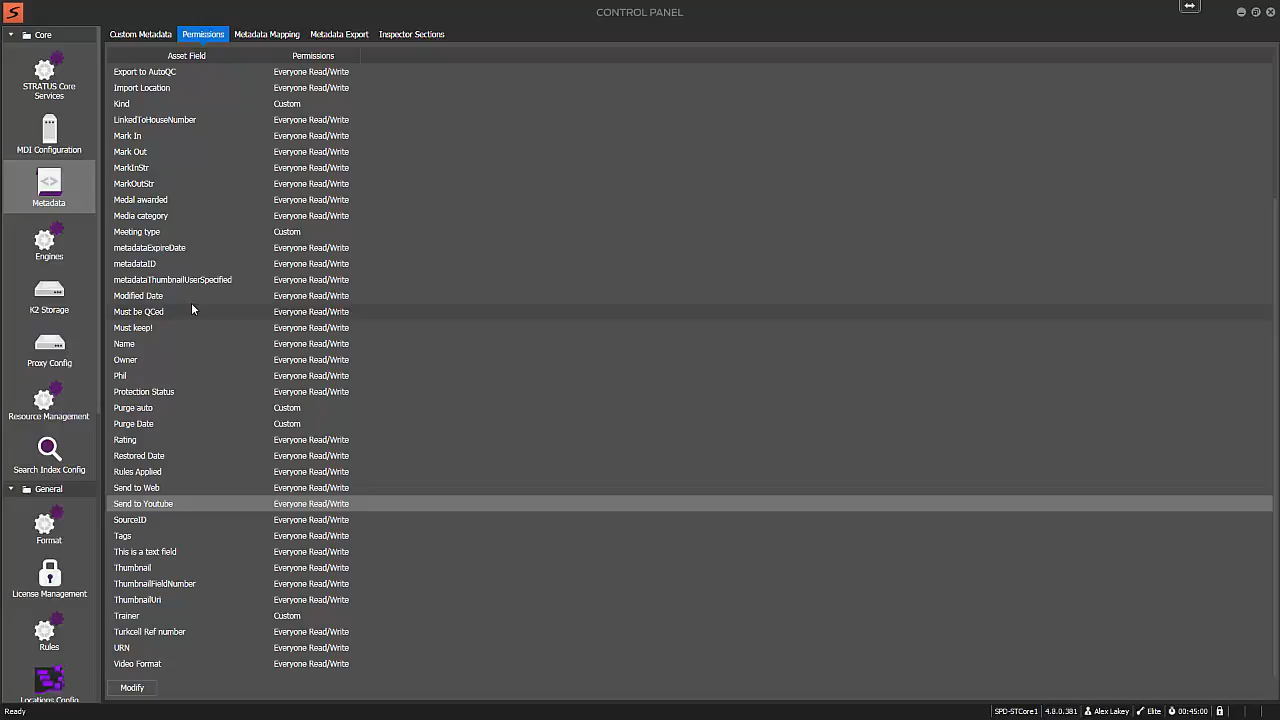 CONTROL PANEL
Core
STRATUS Core
Services
MDI Configuration
Metadata
Engines
K2 Storage
Proxy Config
Resource Management
Search Index Config
General
Format
License Management
Rules
Locations Config
Custom Metadata Permissions Metadata Mapping Metadata Export Inspector Sections
Asset Field Permissions
Export to AutoQC Everyone Read/Write
Import Location Everyone Read/Write
Kind Custom
LinkedToHouseNumber Everyone Read/Write
Mark In Everyone Read/Write
Mark Out Everyone Read/Write
MarkInStr Everyone Read/Write
MarkOutStr Everyone Read/Write
Medal awarded Everyone Read/Write
Media category Everyone Read/Write
Meeting type Custom
metadataExpireDate Everyone Read/Write
metadataID Everyone Read/Write
metadataThumbnailUserSpecified Everyone Read/Write
Modified Date Everyone Read/Write
Must be QCed Everyone Read/Write
Must keep! Everyone Read/Write
Name Everyone Read/Write
Owner Everyone Read/Write
Phil Everyone Read/Write
Protection Status Everyone Read/Write
Purge auto Custom
Purge Date Custom
Rating Everyone Read/Write
Restored Date Everyone Read/Write
Rules Applied Everyone Read/Write
Send to Web Everyone Read/Write
Send to Youtube Everyone Read/Write
SourceID Everyone Read/Write
Tags Everyone Read/Write
This is a text field Everyone Read/Write
Thumbnail Everyone Read/Write
ThumbnailFieldNumber Everyone Read/Write
ThumbnailUri Everyone Read/Write
Trainer Custom
Turkcell Ref number Everyone Read/Write
URN Everyone Read/Write
Video Format Everyone Read/Write
Modify
Ready SPD-STCore1 4.8.0.381 Alex Lakey Elite 00:45:00